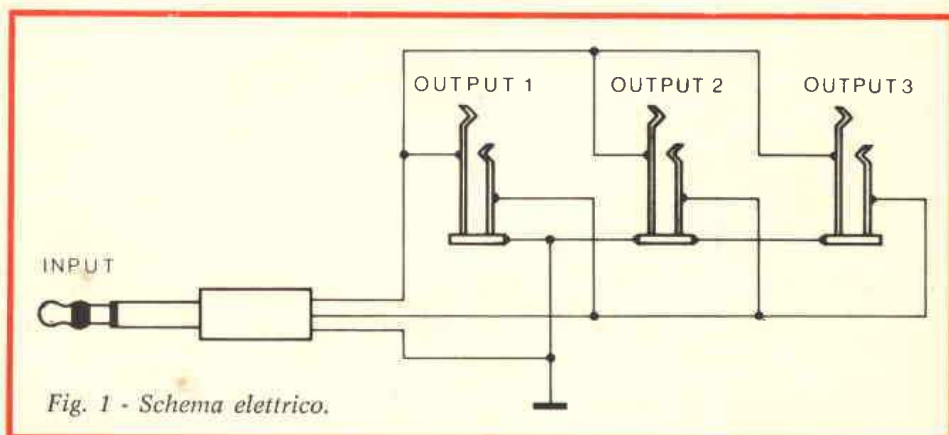 OUTPUT 1
OUTPUT 2
OUTPUT 3
INPUT
Fig. 1 - Schema elettrico.